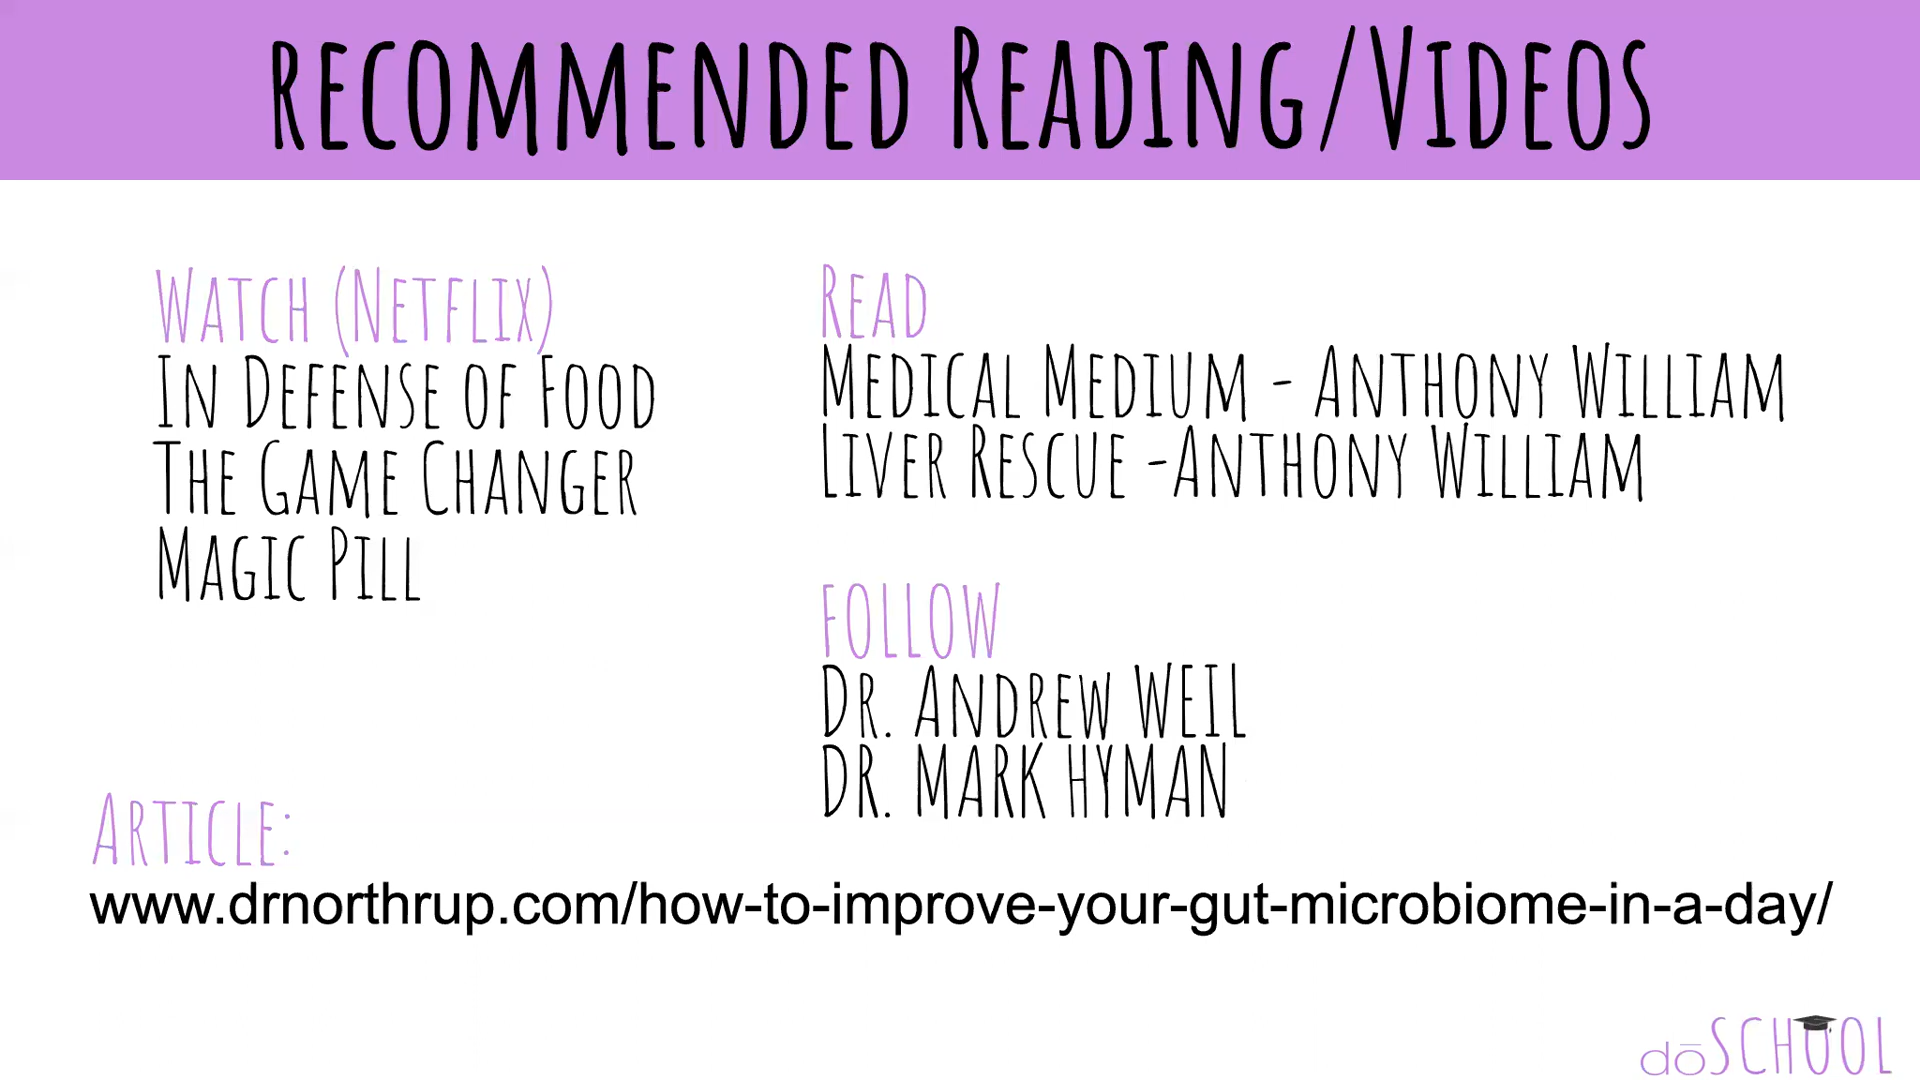 RECOMMENDED READING/VIDEOS
WATCH (NETFLIX)
IN DEFENSE OF FOOD
THE GAME CHANGER
MAGIC PILL
READ
MEDICAL MEDIUM - ANTHONY WILLIAM
LIVER RESCUE -ANTHONY WILLIAM
FOLLOW
DR. ANDREW WEIL
DR. MARK HYMAN
ARTICLE:
www.drnorthrup.com/how-to-improve-your-gut-microbiome-in-a-day/
dōSCHOOL